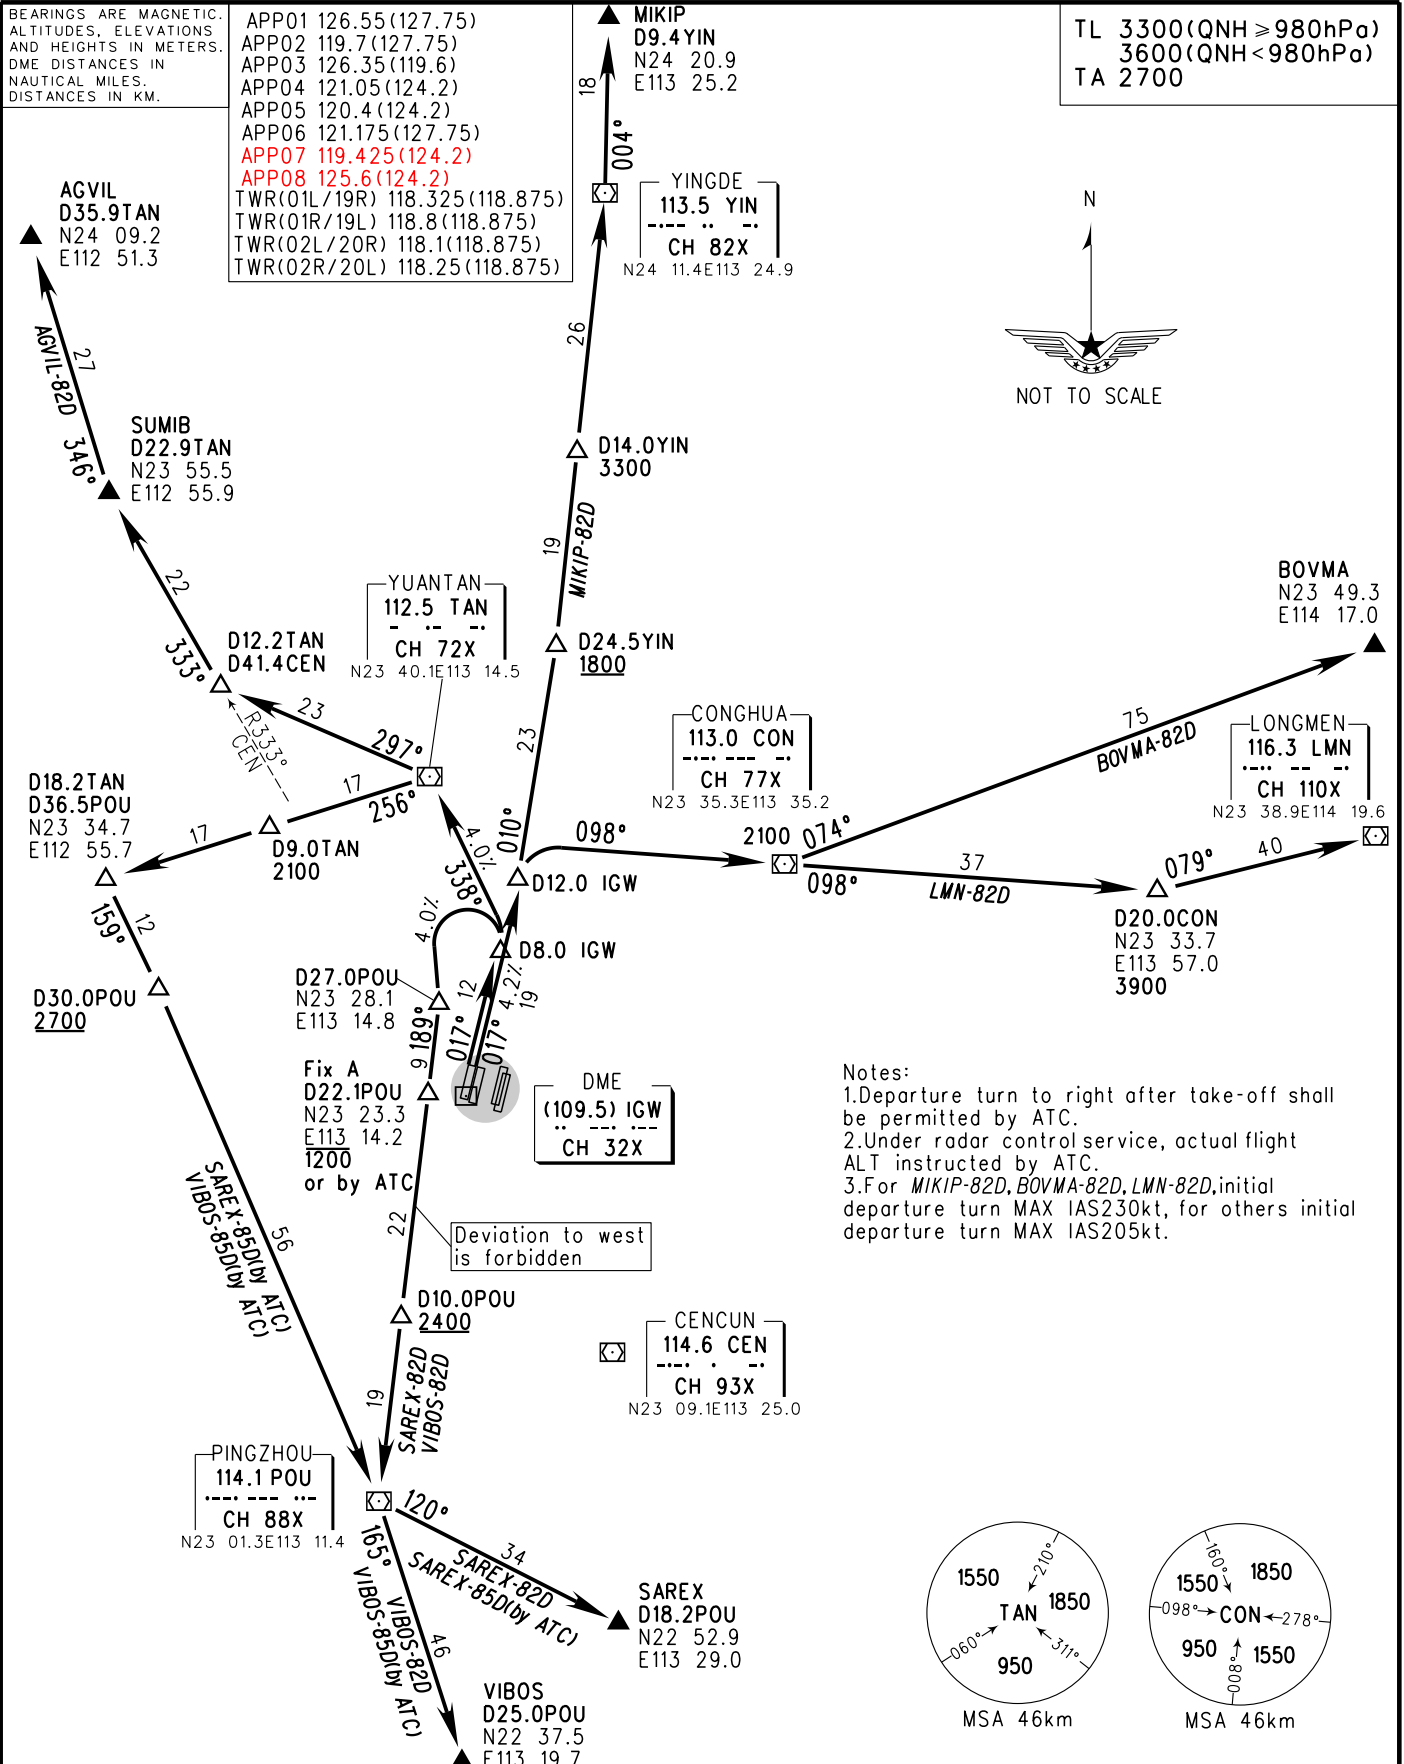 BEARINGS ARE MAGNETIC.
ALTITUDES, ELEVATIONS
AND HEIGHTS IN METERS.
DME DISTANCES IN
NAUTICAL MILES.
DISTANCES IN KM.
APP01 126.55(127.75)
APP02 119.7(127.75)
APP03 126.35(119.6)
APP04 121.05(124.2)
APP05 120.4(124.2)
APP06 121.175(127.75)
APP07 119.425(124.2)
APP08 125.6(124.2)
TWR(01L/19R) 118.325(118.875)
TWR(01R/19L) 118.8(118.875)
TWR(02L/20R) 118.1(118.875)
TWR(02R/20L) 118.25(118.875)
MIKIP
D9.4YIN
N24 20.9
E113 25.2
TL 3300(QNH≥980hPa)
3600(QNH<980hPa)
TA 2700
18
004°
YINGDE
113.5 YIN
CH 82X
N24 11.4E113 24.9
N
NOT TO SCALE
AGVIL
D35.9TAN
N24 09.2
E112 51.3
27
AGVIL-82D
346°
26
SUMIB
D22.9TAN
N23 55.5
E112 55.9
D14.0YIN
3300
19
MIKIP-82D
22
333°
D12.2TAN
D41.4CEN
YUANTAN
112.5 TAN
CH 72X
N23 40.1E113 14.5
D24.5YIN
1800
BOVMA
N23 49.3
E114 17.0
23
297°
R333°
CEN
23
CONGHUA
113.0 CON
CH 77X
N23 35.3E113 35.2
75
BOVMA-82D
LONGMEN
116.3 LMN
CH 110X
N23 38.9E114 19.6
D18.2TAN
D36.5POU
N23 34.7
E112 55.7
17
256°
17
D9.0TAN
2100
4.0%
338°
010°
098°
2100
074°
098°
37
LMN-82D
079°
40
D12.0 IGW
D20.0CON
N23 33.7
E113 57.0
3900
159°
12
D30.0POU
2700
4.0%
D8.0 IGW
D27.0POU
N23 28.1
E113 14.8
12
4.2%
19
017°
017°
9
189°
Fix A
D22.1POU
N23 23.3
E113 14.2
1200
or by ATC
DME
(109.5) IGW
CH 32X
Notes:
1.Departure turn to right after take-off shall
be permitted by ATC.
2.Under radar control service, actual flight
ALT instructed by ATC.
3.For MIKIP-82D,BOVMA-82D,LMN-82D,initial
departure turn MAX IAS230kt, for others initial
departure turn MAX IAS205kt.
56
SAREX-85D(by ATC)
VIBOS-85D(by ATC)
22
Deviation to west
is forbidden
D10.0POU
2400
19
SAREX-82D
VIBOS-82D
CENCUN
114.6 CEN
CH 93X
N23 09.1E113 25.0
PINGZHOU
114.1 POU
CH 88X
N23 01.3E113 11.4
120°
34
SAREX-82D
SAREX-85D(by ATC)
165°
VIBOS-82D
VIBOS-85D(by ATC)
46
SAREX
D18.2POU
N22 52.9
E113 29.0
VIBOS
D25.0POU
N22 37.5
E113 19.7
1550
210°
TAN
1850
060°
311°
950
MSA 46km
160°
1550
1850
098°
CON
278°
950
1550
008°
MSA 46km